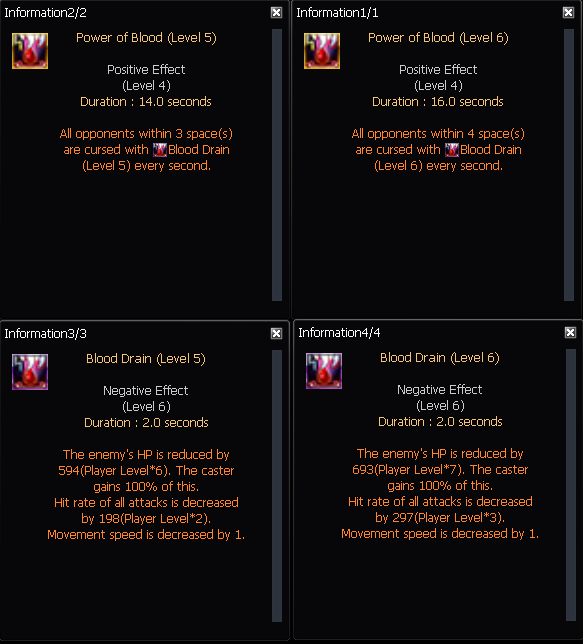 Information2/2
Power of Blood (Level 5)
Positive Effect
(Level 4)
Duration : 14.0 seconds
All opponents within 3 space(s)
are cursed with Blood Drain
(Level 5) every second.
Information1/1
Power of Blood (Level 6)
Positive Effect
(Level 4)
Duration : 16.0 seconds
All opponents within 4 space(s)
are cursed with Blood Drain
(Level 6) every second.
Information3/3
Blood Drain (Level 5)
Negative Effect
(Level 6)
Duration : 2.0 seconds
The enemy's HP is reduced by
594(Player Level*6). The caster
gains 100% of this.
Hit rate of all attacks is decreased
by 198(Player Level*2).
Movement speed is decreased by 1.
Information4/4
Blood Drain (Level 6)
Negative Effect
(Level 6)
Duration : 2.0 seconds
The enemy's HP is reduced by
693(Player Level*7). The caster
gains 100% of this.
Hit rate of all attacks is decreased
by 297(Player Level*3).
Movement speed is decreased by 1.